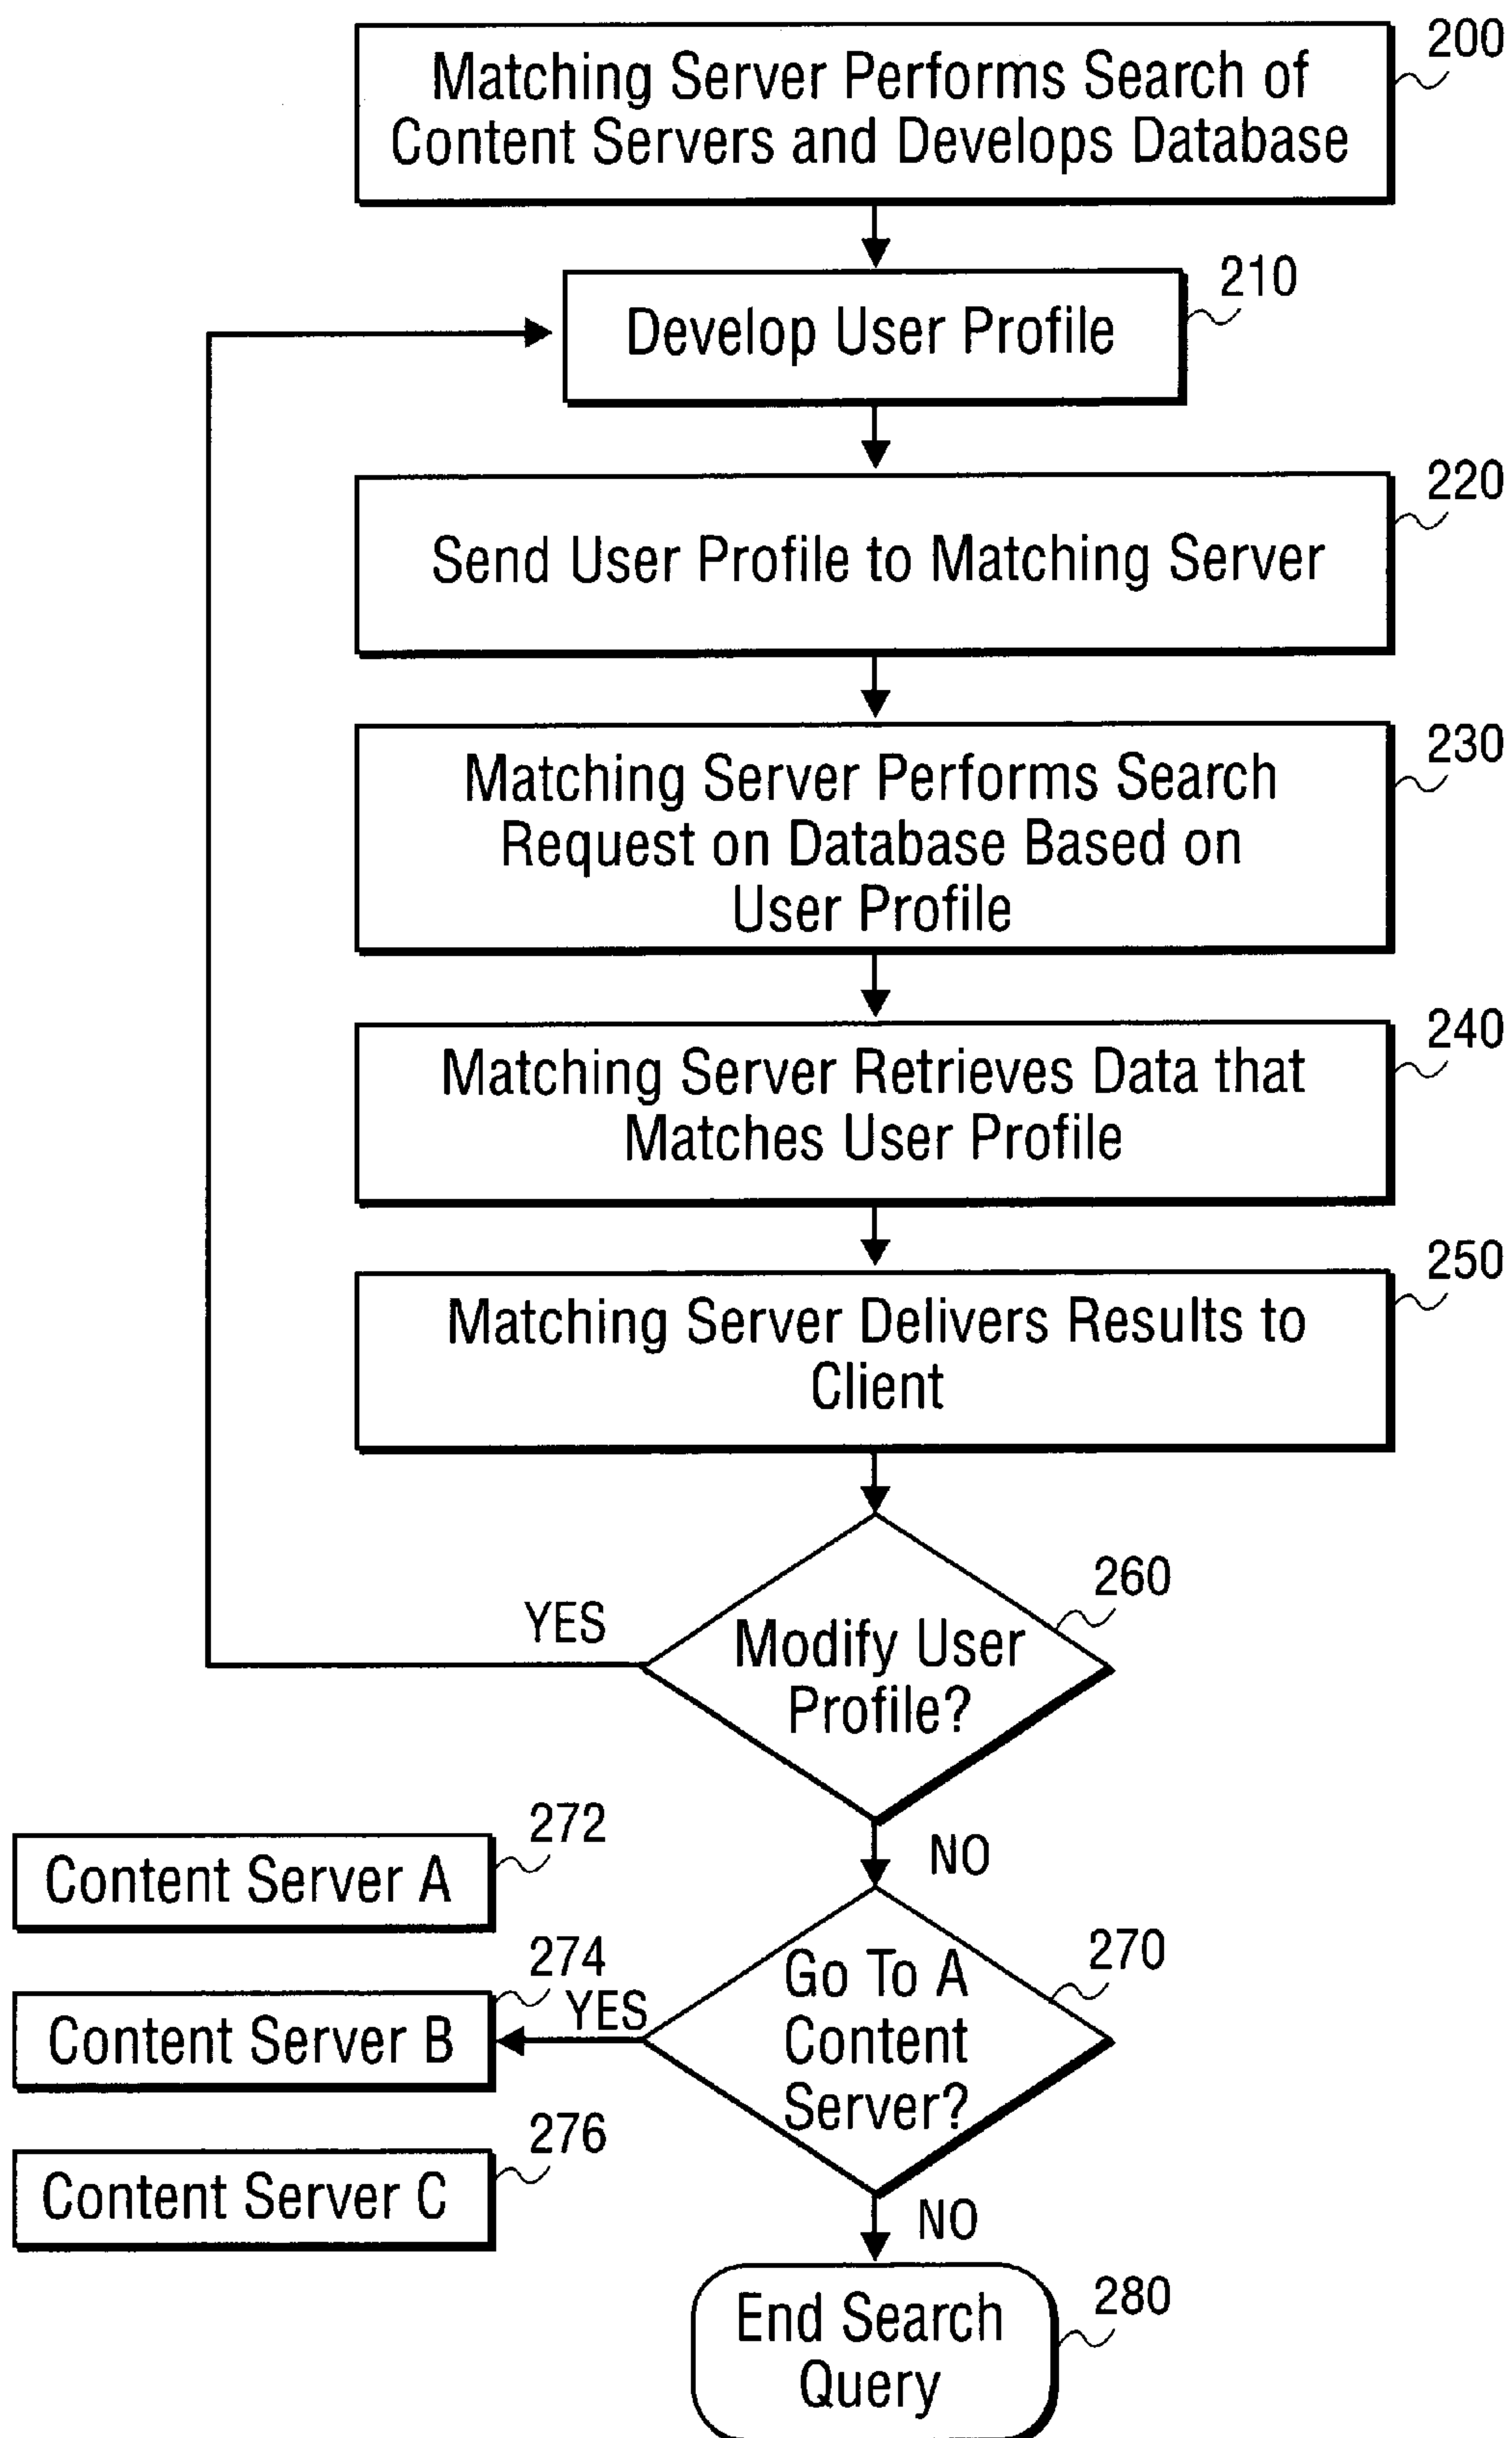 200
Matching Server Performs Search of
Content Servers and Develops Database
210
Develop User Profile
220
Send User Profile to Matching Server
230
Matching Server Performs Search
Request on Database Based on
User Profile
240
Matching Server Retrieves Data that
Matches User Profile
250
Matching Server Delivers Results to
Client
260
YES
Modify User
Profile?
NO
272
Content Server A
270
Go To A
Content
Server?
274
YES
Content Server B
276
Content Server C
NO
280
End Search
Query